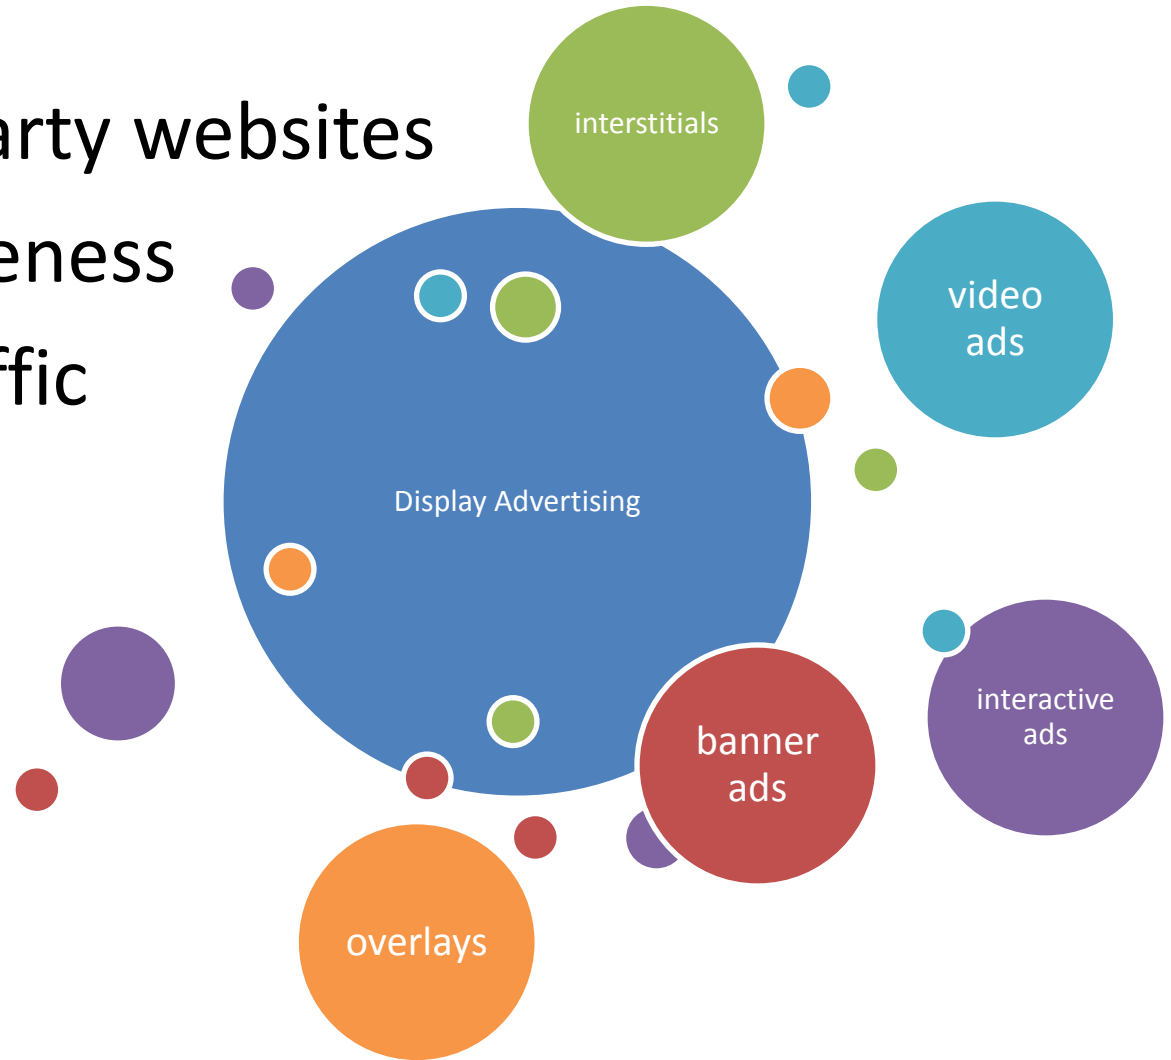 arty websites
eness
ffic
interstitials
video
ads
Display Advertising
interactive
ads
banner
ads
overlays